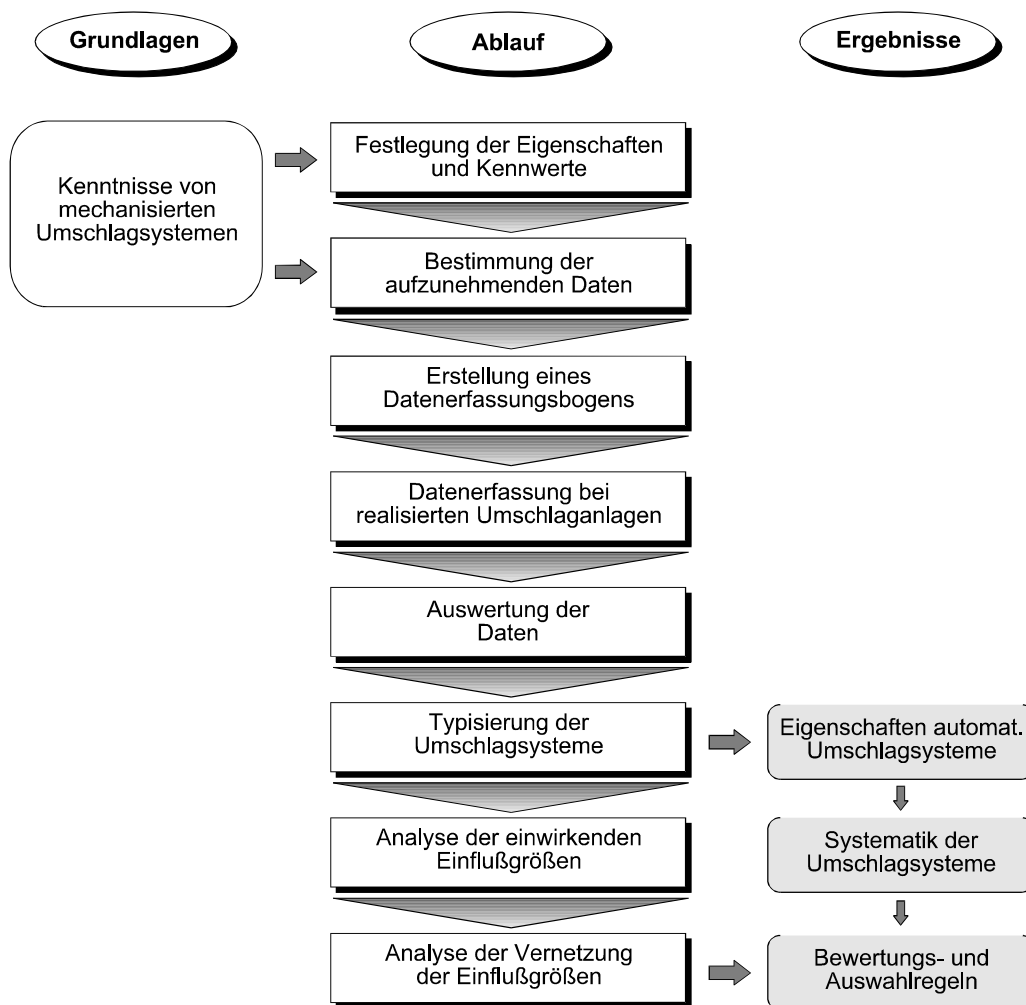 Grundlagen
Ablauf
Ergebnisse
Kenntnisse von
mechanisierten
Umschlagsystemen
Festlegung der Eigenschaften
und Kennwerte
Bestimmung der
aufzunehmenden Daten
Erstellung eines
Datenerfassungsbogens
Datenerfassung bei
realisierten Umschlaganlagen
Auswertung der
Daten
Typisierung der
Umschlagsysteme
Eigenschaften automat.
Umschlagsysteme
Analyse der einwirkenden
Einflußgrößen
Systematik der
Umschlagsysteme
Analyse der Vernetzung
der Einflußgrößen
Bewertungs- und
Auswahlregeln